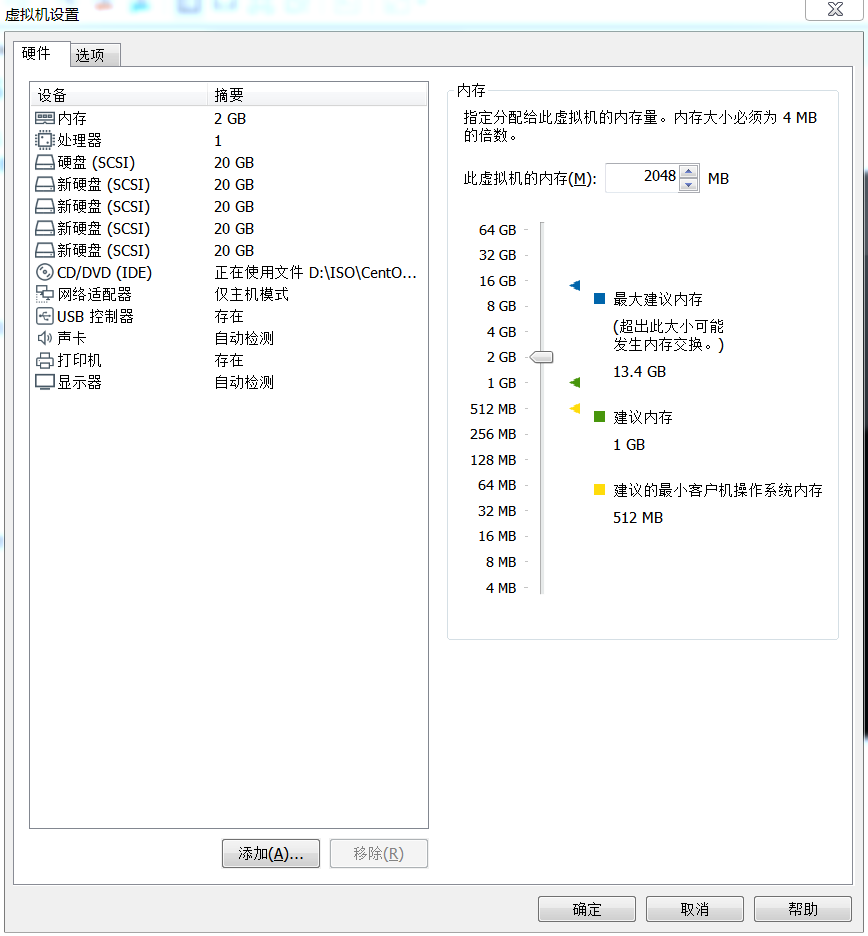 虚拟机设置
硬件
选项
设备 摘要
内存 2 GB
处理器 1
硬盘 (SCSI) 20 GB
新硬盘 (SCSI) 20 GB
新硬盘 (SCSI) 20 GB
新硬盘 (SCSI) 20 GB
新硬盘 (SCSI) 20 GB
CD/DVD (IDE) 正在使用文件 D:\ISO\CentO...
网络适配器 仅主机模式
USB 控制器 存在
声卡 自动检测
打印机 存在
显示器 自动检测
添加(A)...
移除(R)
内存
指定分配给此虚拟机的内存量。内存大小必须为 4 MB
的倍数。
此虚拟机的内存(M): 2048 MB
64 GB
32 GB
16 GB
8 GB
4 GB
2 GB
1 GB
512 MB
256 MB
128 MB
64 MB
32 MB
16 MB
8 MB
4 MB
最大建议内存
(超出此大小可能
发生内存交换。)
13.4 GB
建议内存
1 GB
建议的最小客户机操作系统内存
512 MB
确定
取消
帮助